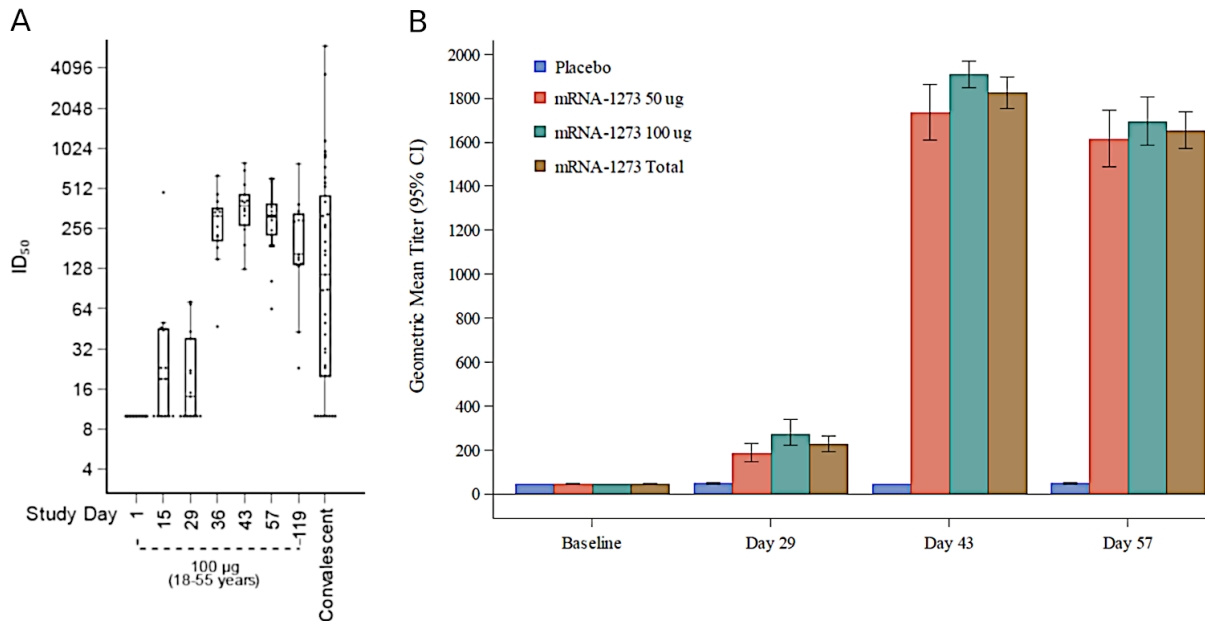 A
ID50
4096
2048
1024
512
256
128
64
32
16
8
4
Study Day 1 15 29 36 43 57 119 Convalescent
100 µg
(18-55 years)
B
Geometric Mean Titer (95% CI)
2000
1800
1600
1400
1200
1000
800
600
400
200
0
Placebo
mRNA-1273 50 ug
mRNA-1273 100 ug
mRNA-1273 Total
Baseline Day 29 Day 43 Day 57